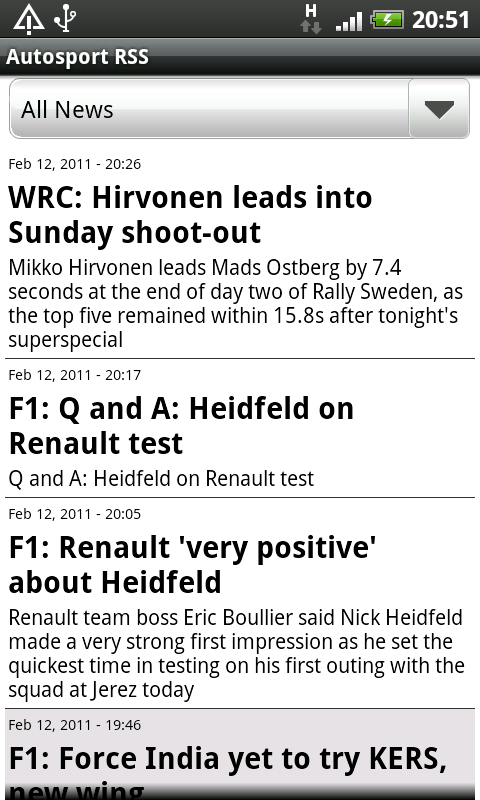 H
20:51
Autosport RSS
All News
Feb 12, 2011 - 20:26
WRC: Hirvonen leads into
Sunday shoot-out
Mikko Hirvonen leads Mads Ostberg by 7.4
seconds at the end of day two of Rally Sweden, as
the top five remained within 15.8s after tonight's
superspecial
Feb 12, 2011 - 20:17
F1: Q and A: Heidfeld on
Renault test
Q and A: Heidfeld on Renault test
Feb 12, 2011 - 20:05
F1: Renault 'very positive'
about Heidfeld
Renault team boss Eric Boullier said Nick Heidfeld
made a very strong first impression as he set the
quickest time in testing on his first outing with the
squad at Jerez today
Feb 12, 2011 - 19:46
F1: Force India yet to try KERS,
new wing